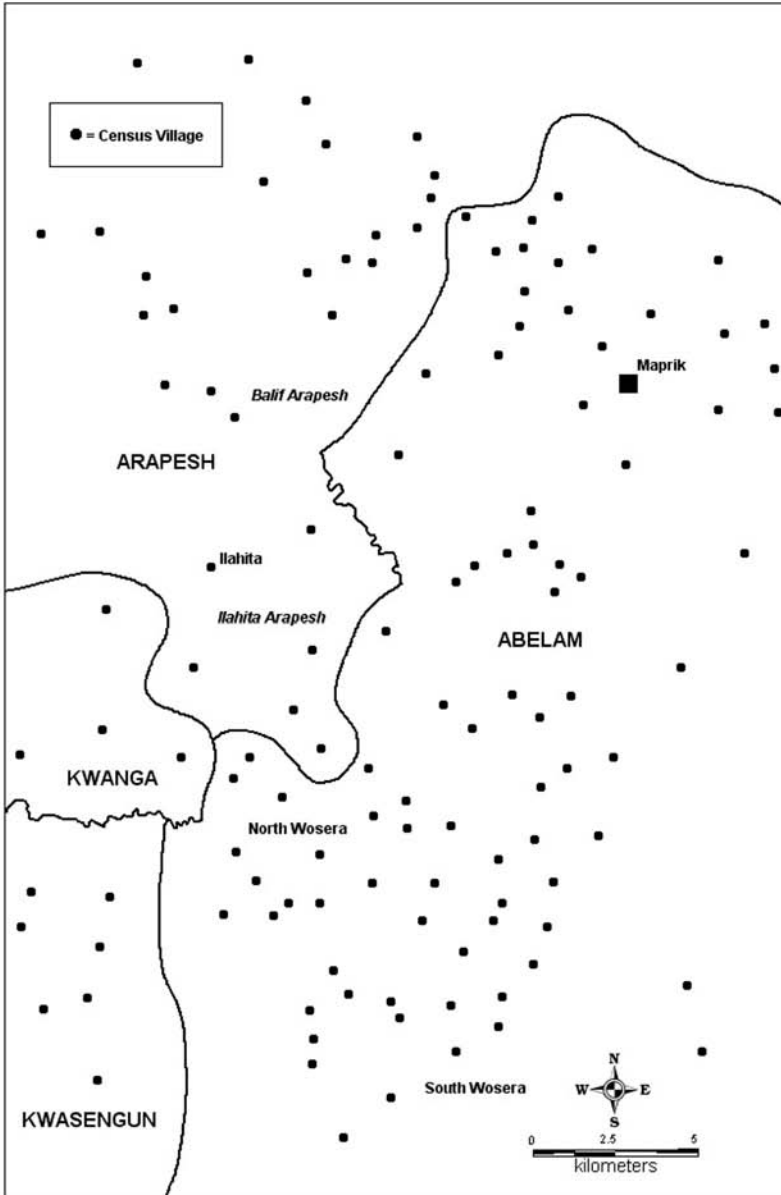 = Census Village
Maprik
Balif Arapesh
ARAPESH
Ilahita
Ilahita Arapesh
ABELAM
KWANGA
North Wosera
South Wosera
KWASENGUN
N
W E
S
0 2.5 5
kilometers